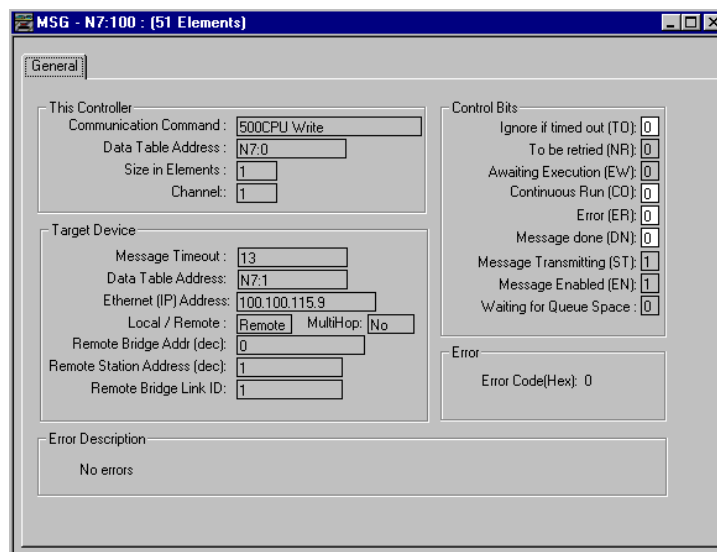 MSG - N7:100 : (51 Elements)
General
This Controller
Communication Command : 500CPU Write
Data Table Address : N7:0
Size in Elements : 1
Channel:: 1
Target Device
Message Timeout : 13
Data Table Address: N7:1
Ethernet (IP) Address: 100.100.115.9
Local / Remote : Remote MultiHop: No
Remote Bridge Addr (dec): 0
Remote Station Address (dec): 1
Remote Bridge Link ID: 1
Control Bits
Ignore if timed out (TO): 0
To be retried (NR): 0
Awaiting Execution (EW): 0
Continuous Run (CO): 0
Error (ER): 0
Message done (DN): 0
Message Transmitting (ST): 1
Message Enabled (EN): 1
Waiting for Queue Space : 0
Error
Error Code(Hex): 0
Error Description
No errors